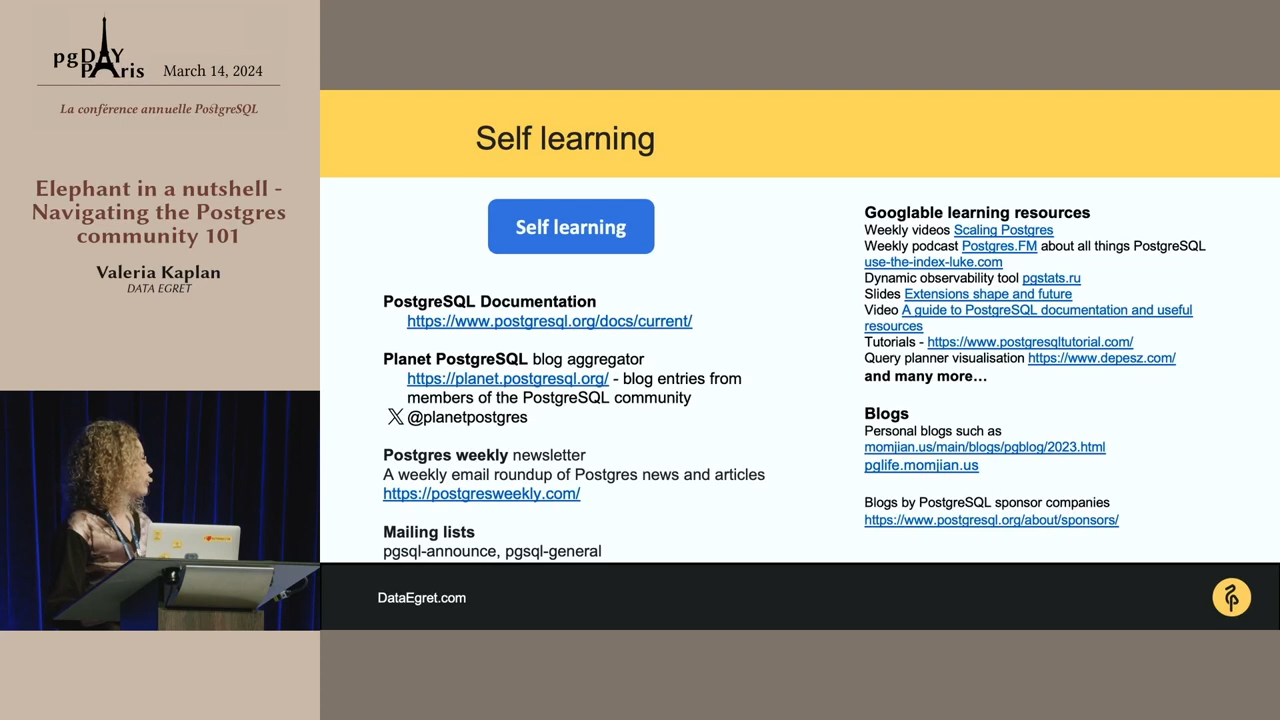 pgDAY
PAris
March 14, 2024
La conférence annuelle PostgreSQL
Elephant in a nutshell -
Navigating the Postgres
community 101
Valeria Kaplan
DATA EGRET
Self learning
Self learning
PostgreSQL Documentation
https://www.postgresql.org/docs/current/
Planet PostgreSQL blog aggregator
https://planet.postgresql.org/ - blog entries from
members of the PostgreSQL community
X @planetpostgres
Postgres weekly newsletter
A weekly email roundup of Postgres news and articles
https://postgresweekly.com/
Mailing lists
pgsql-announce, pgsql-general
Googlable learning resources
Weekly videos Scaling Postgres
Weekly podcast Postgres.FM about all things PostgreSQL
use-the-index-luke.com
Dynamic observability tool pgstats.ru
Slides Extensions shape and future
Video A guide to PostgreSQL documentation and useful
resources
Tutorials - https://www.postgresqltutorial.com/
Query planner visualisation https://www.depesz.com/
and many more…
Blogs
Personal blogs such as
momjian.us/main/blogs/pgblog/2023.html
pglife.momjian.us
Blogs by PostgreSQL sponsor companies
https://www.postgresql.org/about/sponsors/
DataEgret.com